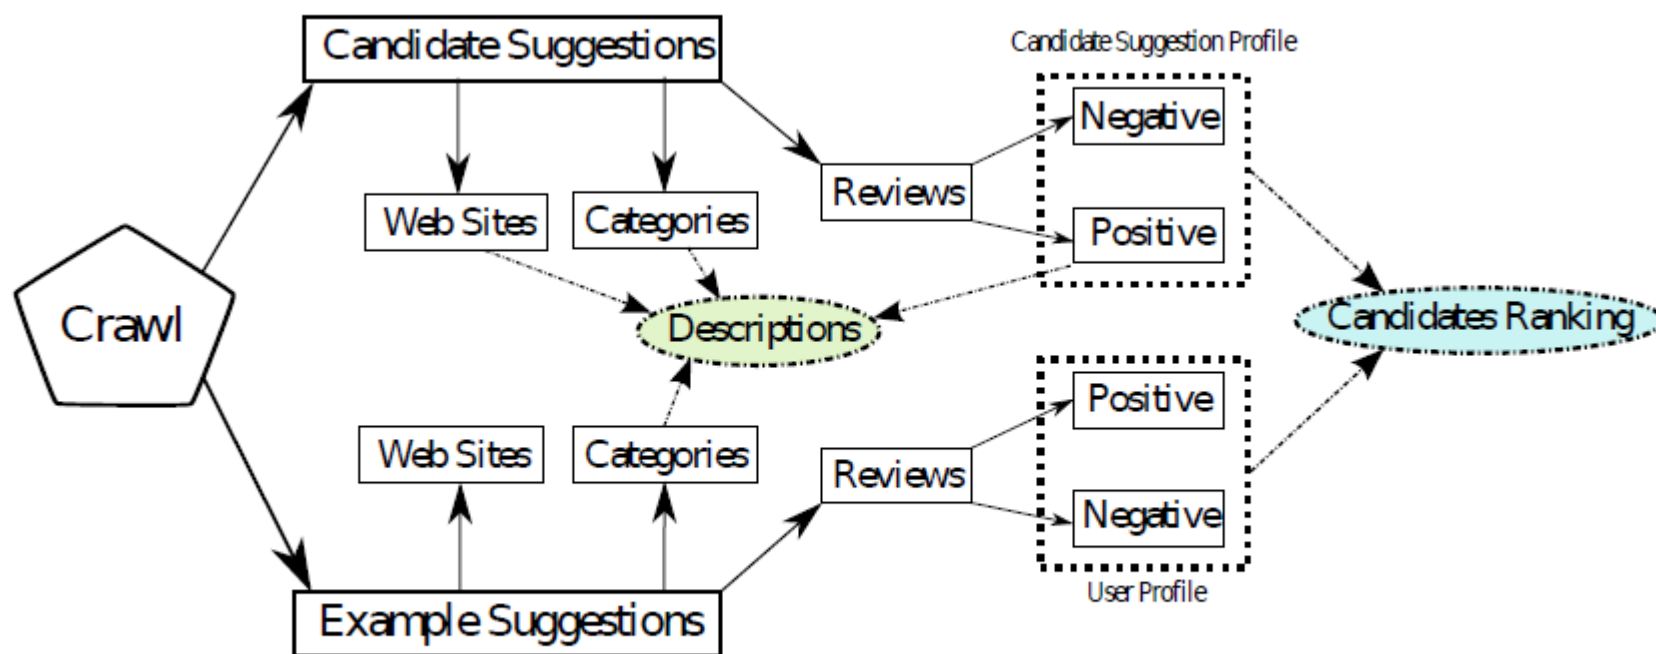 Candidate Suggestions
Candidate Suggestion Profile
Negative
Reviews
Web Sites
Categories
Positive
Crawl
Descriptions
Candidates Ranking
Positive
Web Sites
Categories
Reviews
Negative
User Profile
Example Suggestions